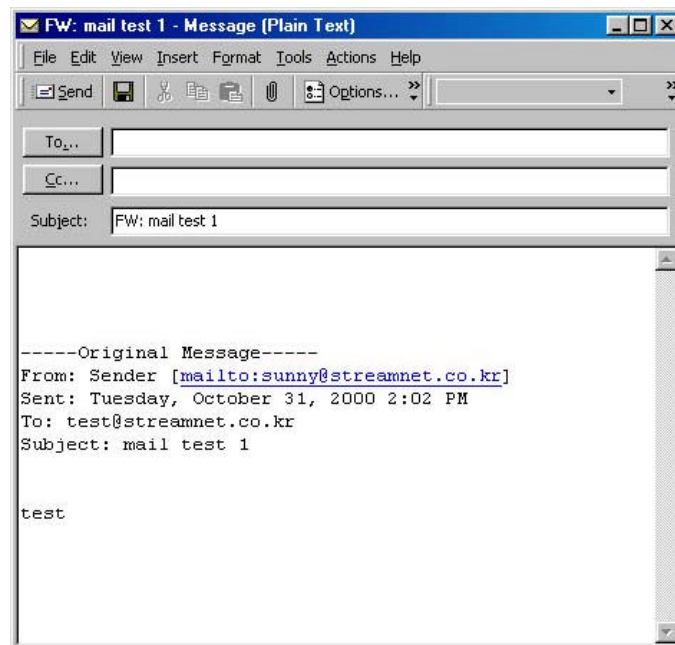 FW: mail test 1 - Message (Plain Text)
File Edit View Insert Format Tools Actions Help
Send Options...
To...
Cc...
Subject: FW: mail test 1
-----Original Message-----
From: Sender [mailto:sunny@streamnet.co.kr]
Sent: Tuesday, October 31, 2000 2:02 PM
To: test@streamnet.co.kr
Subject: mail test 1
test